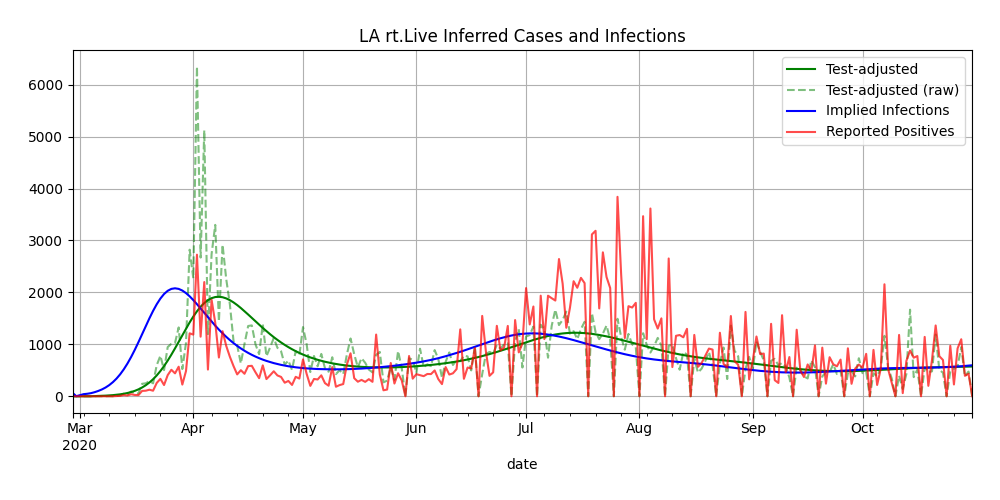 LA rt.Live Inferred Cases and Infections
Test-adjusted
Test-adjusted (raw)
Implied Infections
Reported Positives
6000
5000
4000
3000
2000
1000
0
Mar Apr May Jun Jul Aug Sep Oct
2020
date